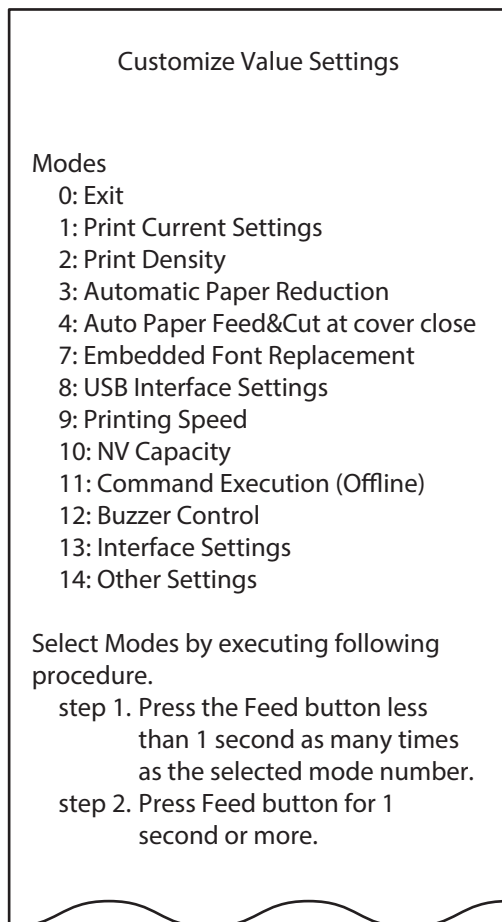 Customize Value Settings
Modes
0: Exit
1: Print Current Settings
2: Print Density
3: Automatic Paper Reduction
4: Auto Paper Feed&Cut at cover close
7: Embedded Font Replacement
8: USB Interface Settings
9: Printing Speed
10: NV Capacity
11: Command Execution (Offline)
12: Buzzer Control
13: Interface Settings
14: Other Settings
Select Modes by executing following
procedure.
step 1. Press the Feed button less
than 1 second as many times
as the selected mode number.
step 2. Press Feed button for 1
second or more.